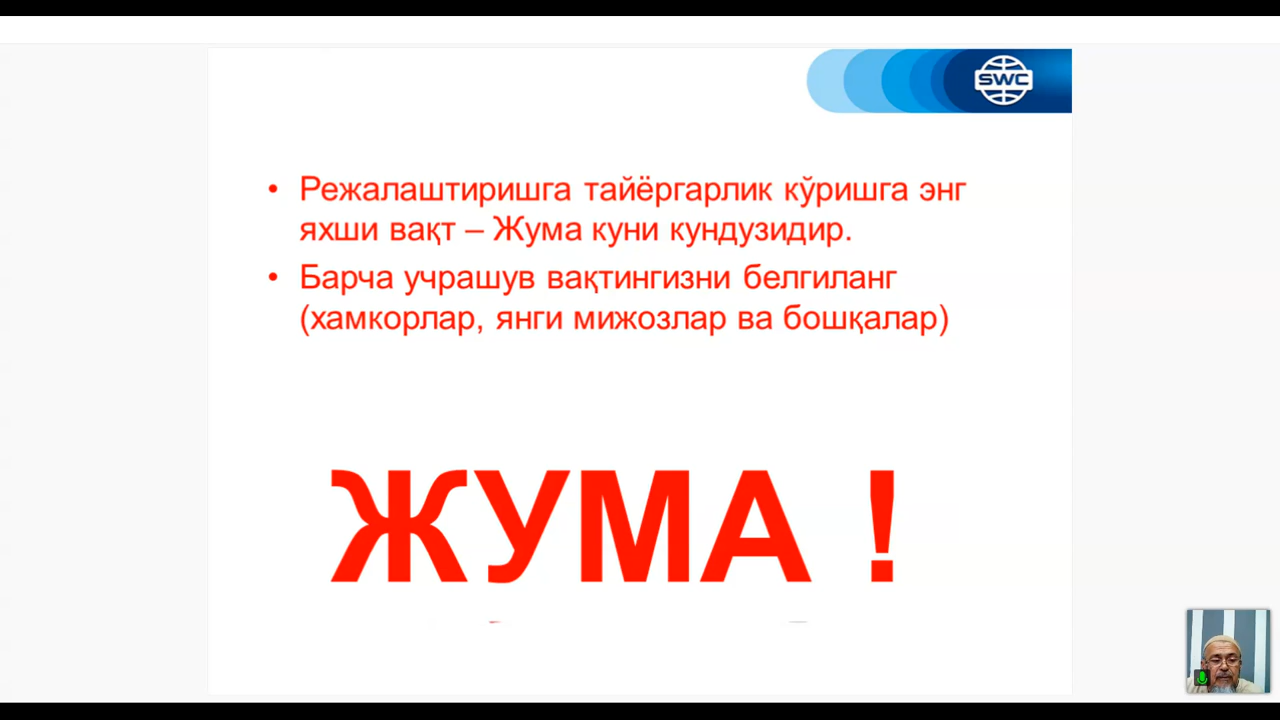 SWC
• Режалаштиришга тайёргарлик кўришга энг
яхши вақт – Жума куни кундузидир.
• Барча учрашув вақтингизни белгиланг
(хамкорлар, янги мижозлар ва бошқалар)
ЖУМА !